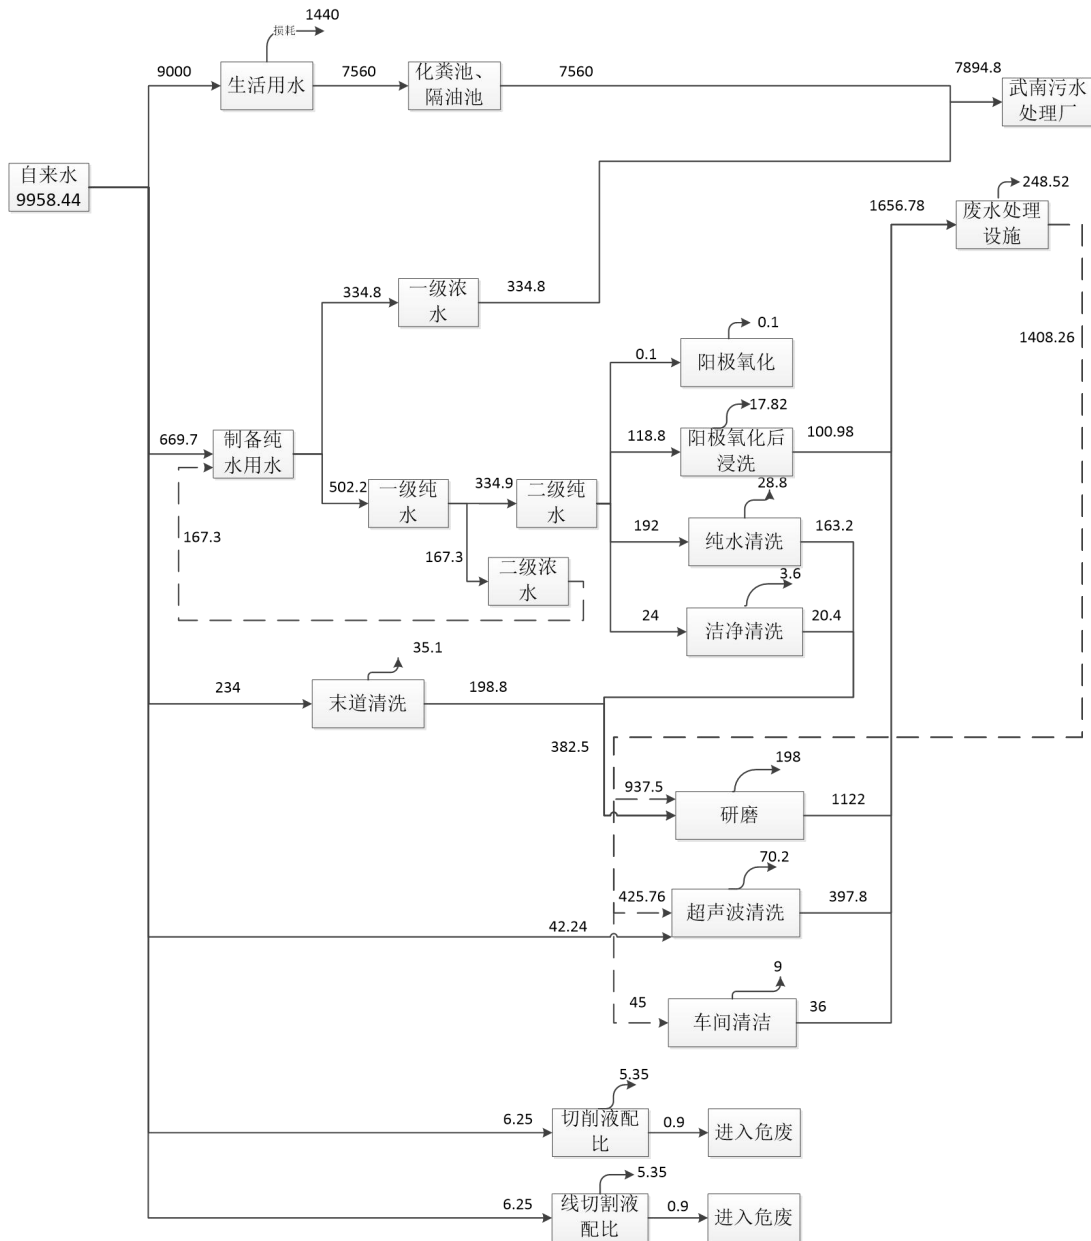 1440
损耗
9000
生活用水
7560
化粪池、
隔油池
7560
7894.8
武南污水
处理厂
自来水
9958.44
248.52
1656.78
废水处理
设施
334.8
一级浓
水
334.8
0.1
1408.26
0.1
阳极氧化
17.82
669.7
制备纯
水用水
118.8
阳极氧化后
浸洗
100.98
502.2
一级纯
水
334.9
二级纯
水
28.8
192
纯水清洗
163.2
167.3
167.3
二级浓
水
3.6
24
洁净清洗
20.4
35.1
234
末道清洗
198.8
382.5
198
937.5
研磨
1122
70.2
425.76
超声波清洗
397.8
42.24
9
45
车间清洁
36
5.35
6.25
切削液配
比
0.9
进入危废
5.35
6.25
线切割液
配比
0.9
进入危废